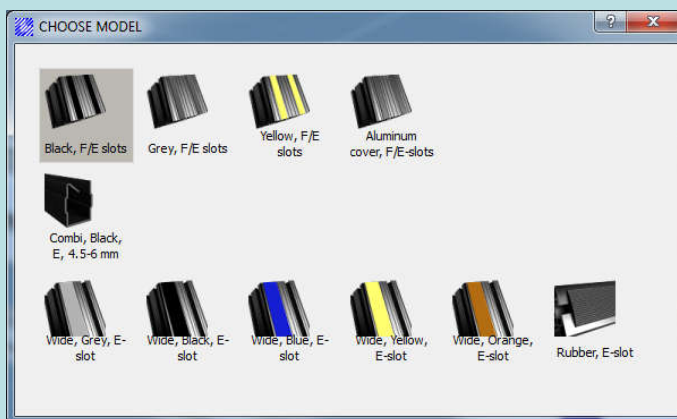 CHOOSE MODEL
?
Black, F/E slots
Grey, F/E slots
Yellow, F/E
slots
Aluminum
cover, F/E-slots
Combi, Black,
E, 4.5-6 mm
Wide, Grey, E-
slot
Wide, Black, E-
slot
Wide, Blue, E-
slot
Wide, Yellow,
E-slot
Wide, Orange,
E-slot
Rubber, E-slot